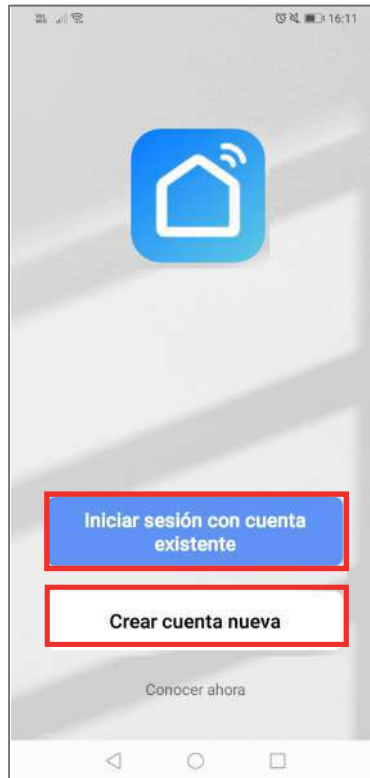 16:11
Iniciar sesión con cuenta
existente
Crear cuenta nueva
Conocer ahora